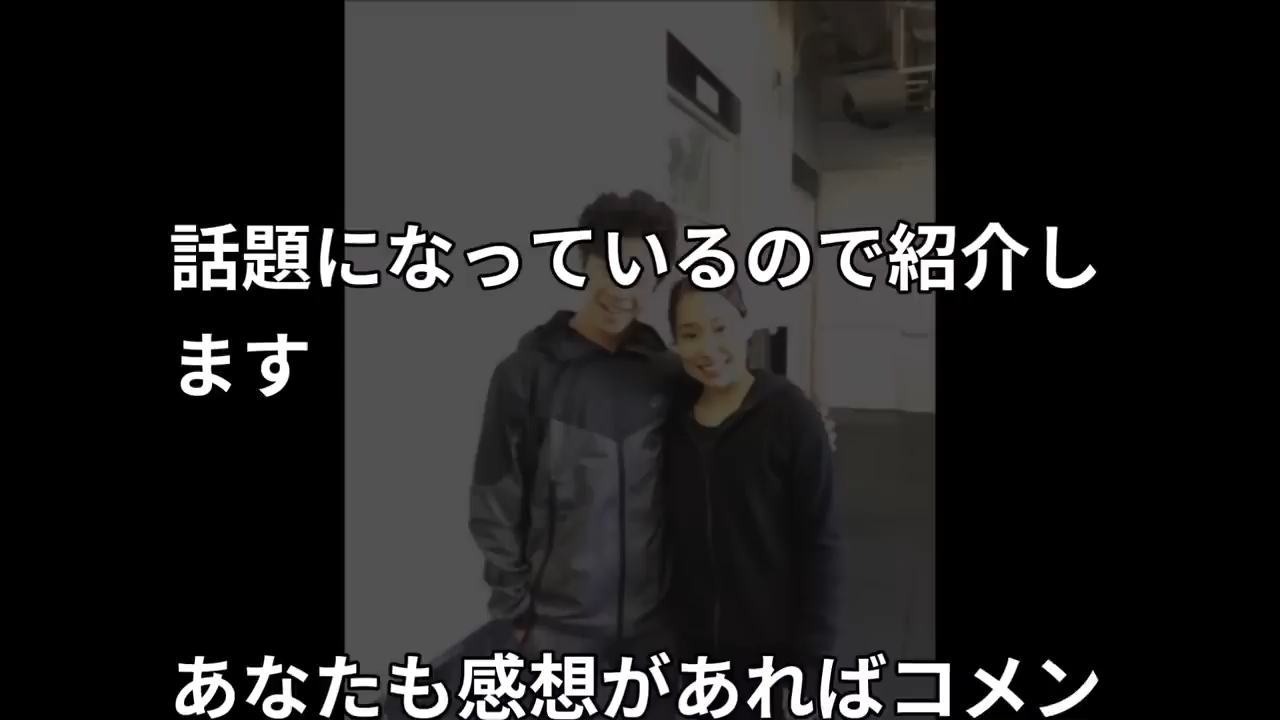 話題になっているので紹介し
ます
あなたも感想があればコメン